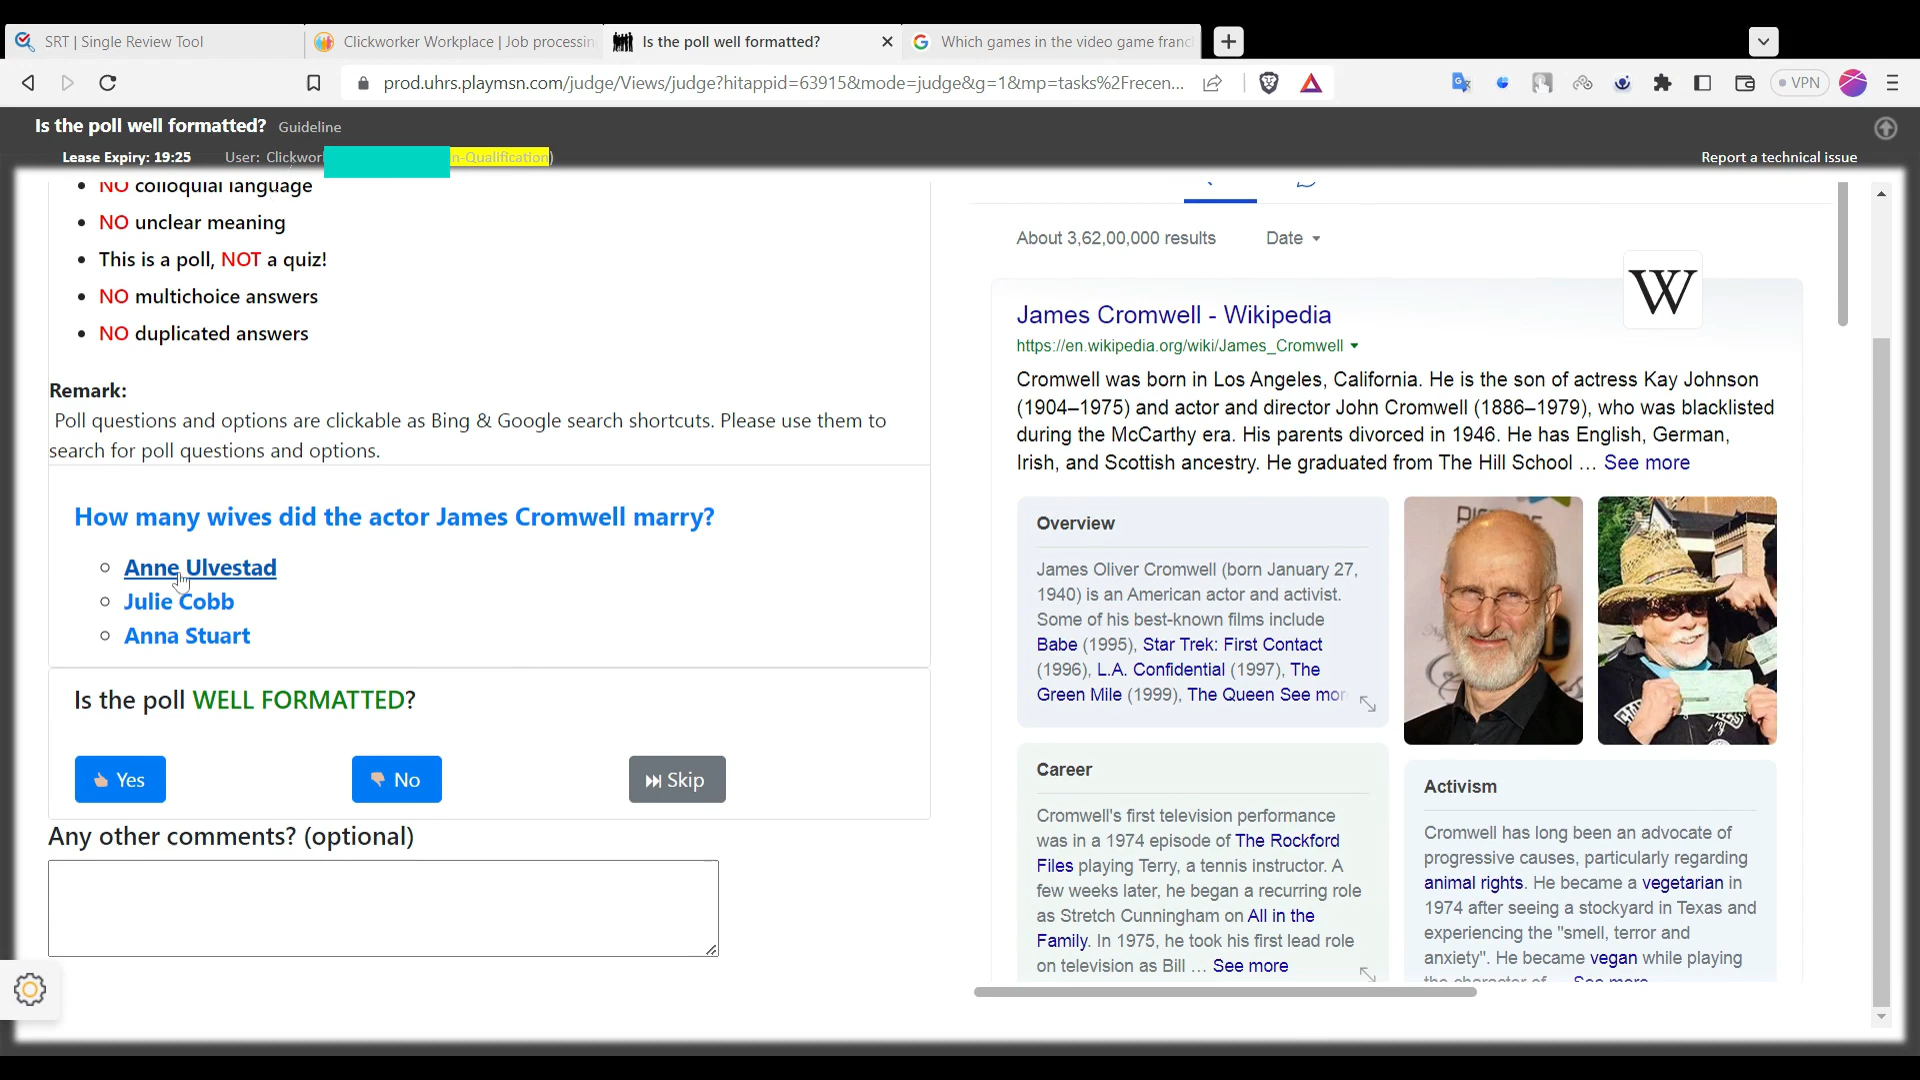 SRT | Single Review Tool
Clickworker Workplace | Job processin
Is the poll well formatted?
Which games in the video game franc
prod.uhrs.playmsn.com/judge/Views/judge?hitappid=63915&mode=judge&g=1&mp=tasks%2Frecen...
VPN
Is the poll well formatted? Guideline
Lease Expiry: 19:25 User: Clickwor n-Qualification)
Report a technical issue
NO colloquial language
NO unclear meaning
This is a poll, NOT a quiz!
NO multichoice answers
NO duplicated answers
Remark:
Poll questions and options are clickable as Bing & Google search shortcuts. Please use them to
search for poll questions and options.
How many wives did the actor James Cromwell marry?
Anne Ulvestad
Julie Cobb
Anna Stuart
Is the poll WELL FORMATTED?
Yes No Skip
Any other comments? (optional)
About 3,62,00,000 results Date
W
James Cromwell - Wikipedia
https://en.wikipedia.org/wiki/James_Cromwell
Cromwell was born in Los Angeles, California. He is the son of actress Kay Johnson
(1904–1975) and actor and director John Cromwell (1886–1979), who was blacklisted
during the McCarthy era. His parents divorced in 1946. He has English, German,
Irish, and Scottish ancestry. He graduated from The Hill School ... See more
Overview
James Oliver Cromwell (born January 27,
1940) is an American actor and activist.
Some of his best-known films include
Babe (1995), Star Trek: First Contact
(1996), L.A. Confidential (1997), The
Green Mile (1999), The Queen See mor
Career
Cromwell's first television performance
was in a 1974 episode of The Rockford
Files playing Terry, a tennis instructor. A
few weeks later, he began a recurring role
as Stretch Cunningham on All in the
Family. In 1975, he took his first lead role
on television as Bill ... See more
Activism
Cromwell has long been an advocate of
progressive causes, particularly regarding
animal rights. He became a vegetarian in
1974 after seeing a stockyard in Texas and
experiencing the "smell, terror and
anxiety". He became vegan while playing
the character of ... See more